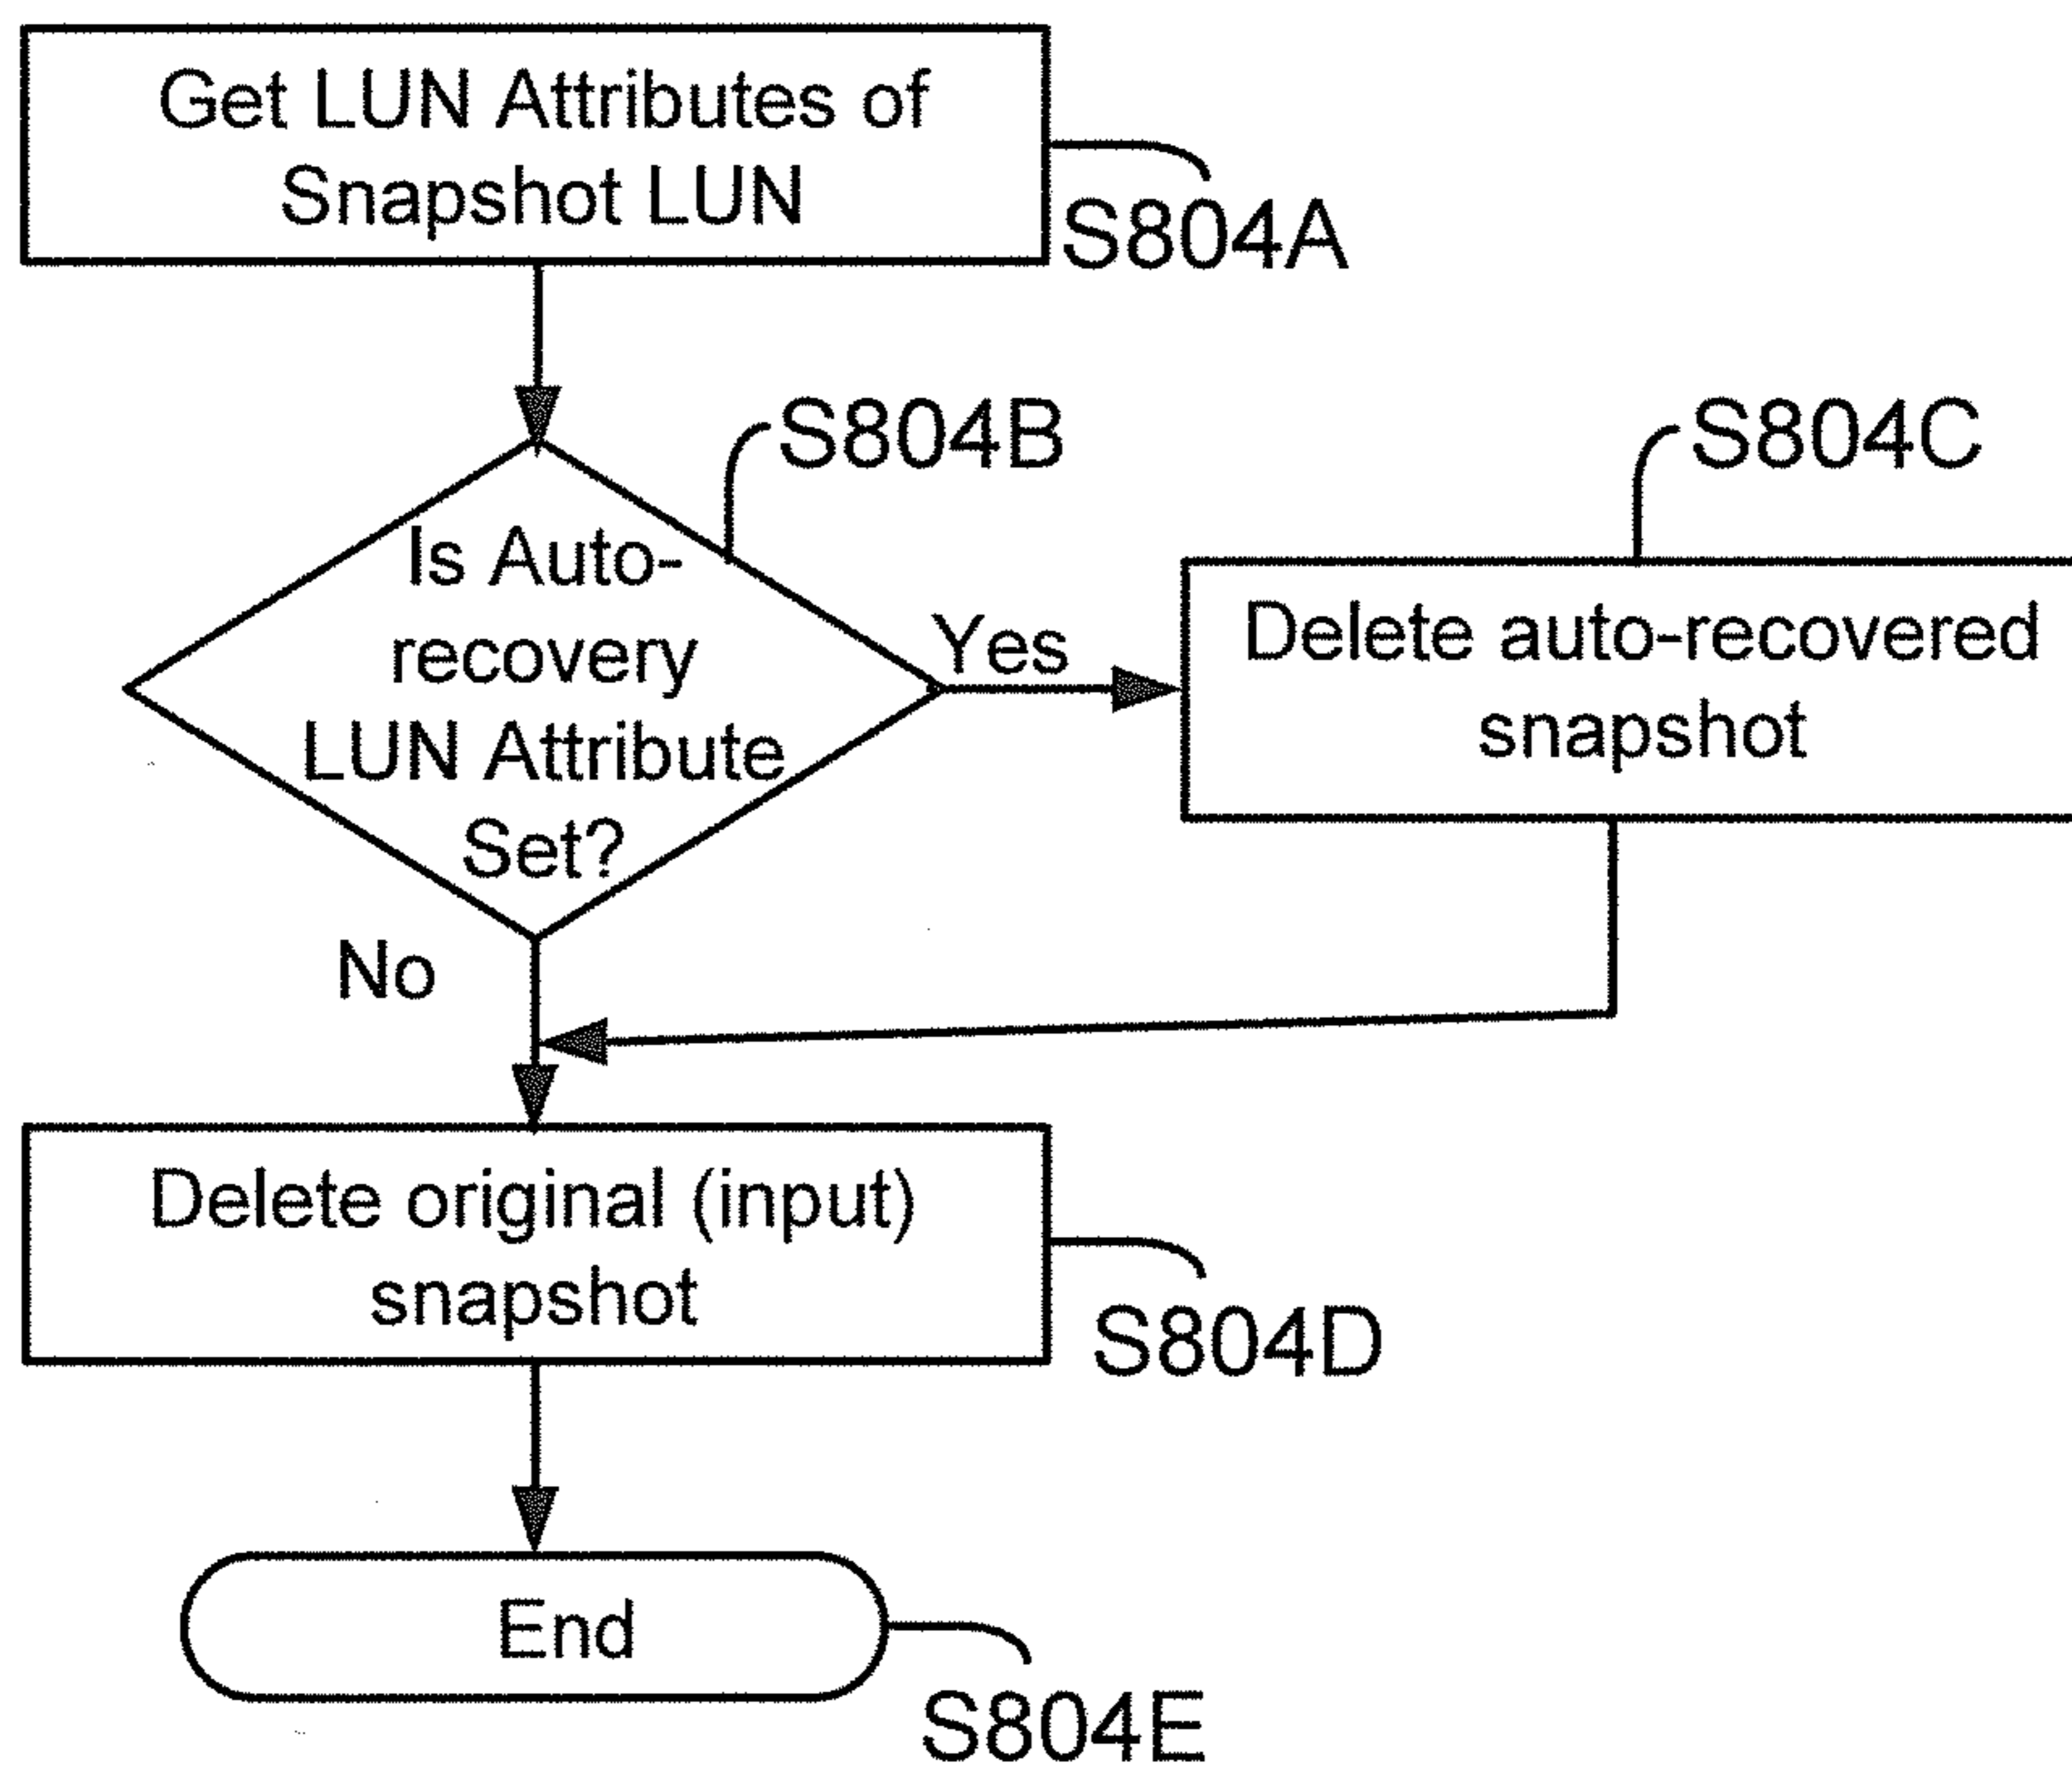 Get LUN Attributes of
Snapshot LUN
S804A
S804B
Is Auto-
recovery
LUN Attribute
Set?
Yes
No
S804C
Delete auto-recovered
snapshot
Delete original (input)
snapshot
S804D
End
S804E